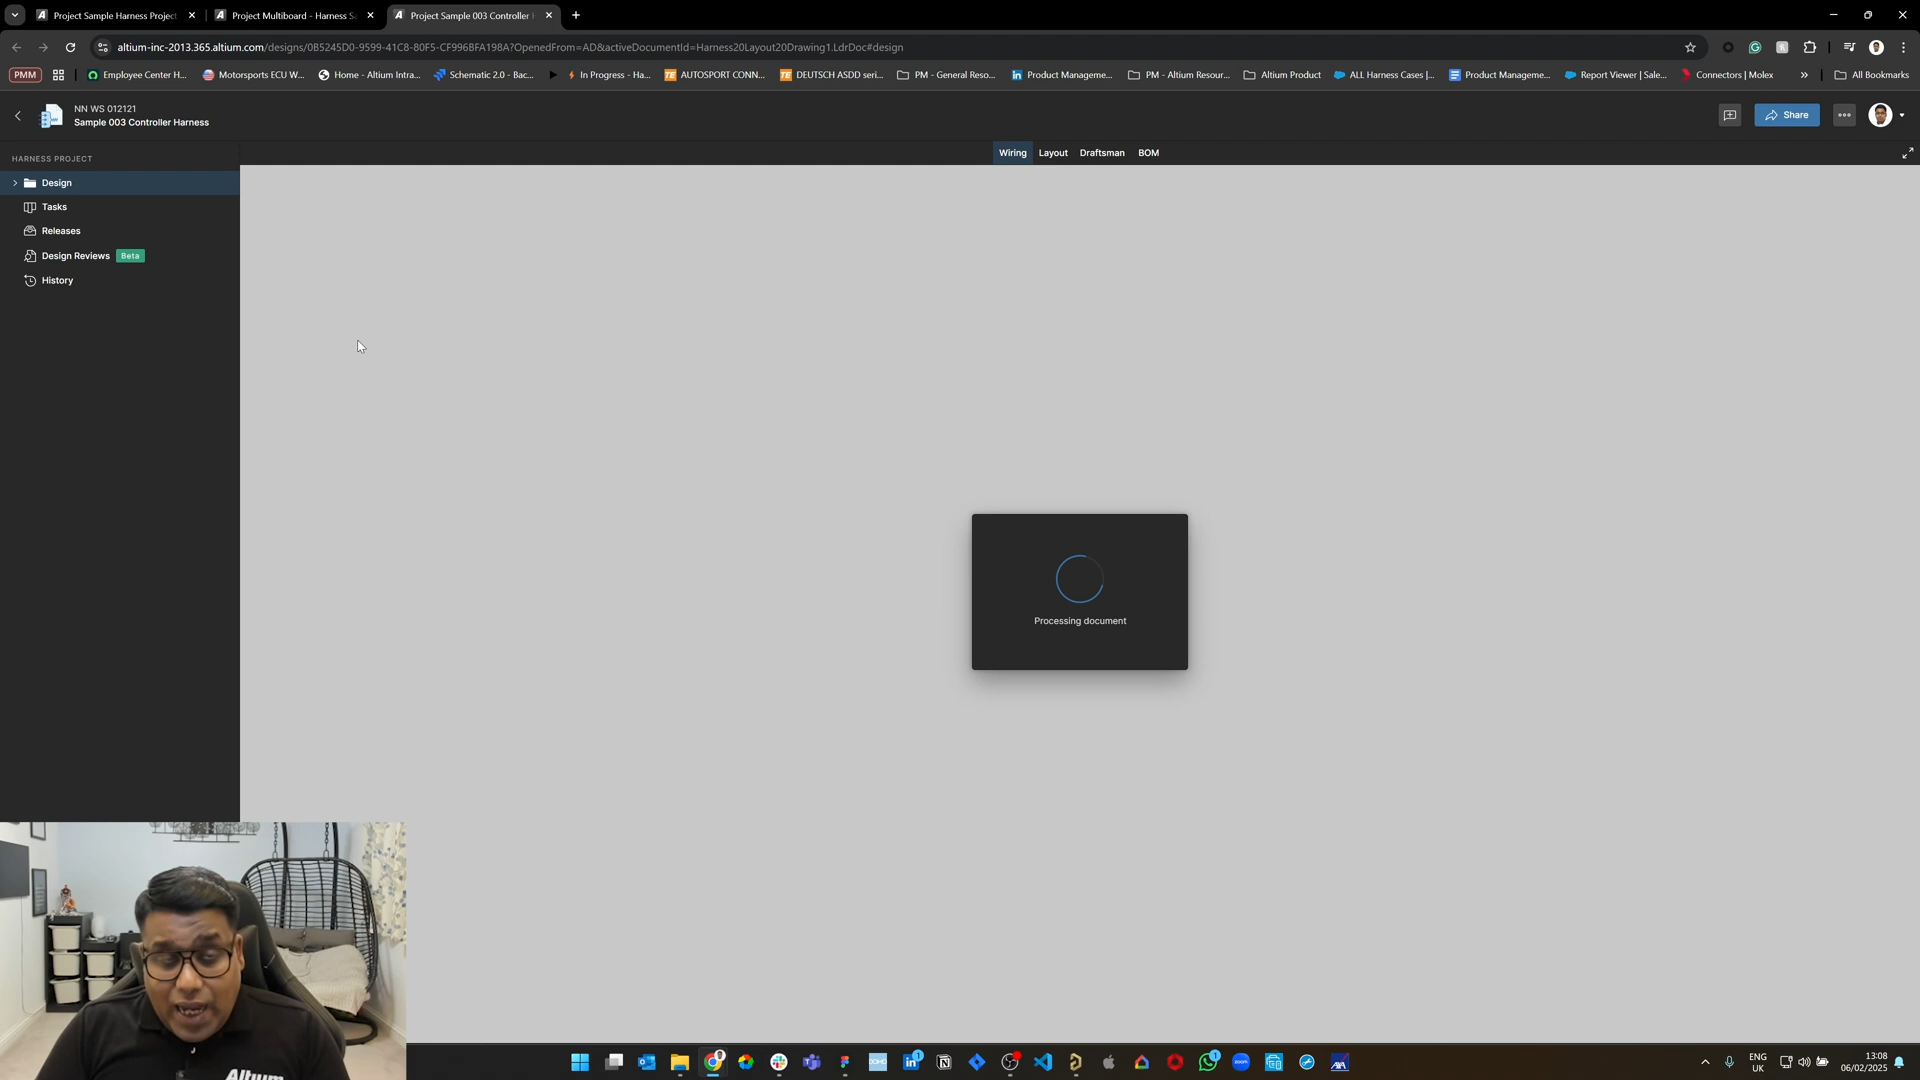 Project Sample Harness Project
Project Multiboard - Harness S
Project Sample 003 Controller
altium-inc-2013.365.altium.com/designs/0B5245D0-9599-41C8-80F5-CF996BFA198A?OpenedFrom=AD&activeDocumentId=Harness20Layout20Drawing1.LdrDoc#design
PMM
Employee Center H...
Motorsports ECU W...
Home - Altium Intra...
Schematic 2.0 - Bac...
In Progress - Ha...
AUTOSPORT CONN...
DEUTSCH ASDD seri...
PM - General Reso...
Product Manageme...
PM - Altium Resour...
Altium Product
ALL Harness Cases |...
Product Manageme...
Report Viewer | Sale...
Connectors | Molex
All Bookmarks
NN WS 012121
Sample 003 Controller Harness
Share
HARNESS PROJECT
Wiring
Layout
Draftsman
BOM
Design
Tasks
Releases
Design Reviews
Beta
History
Processing document
Altium
ENG
UK
13:08
06/02/2025